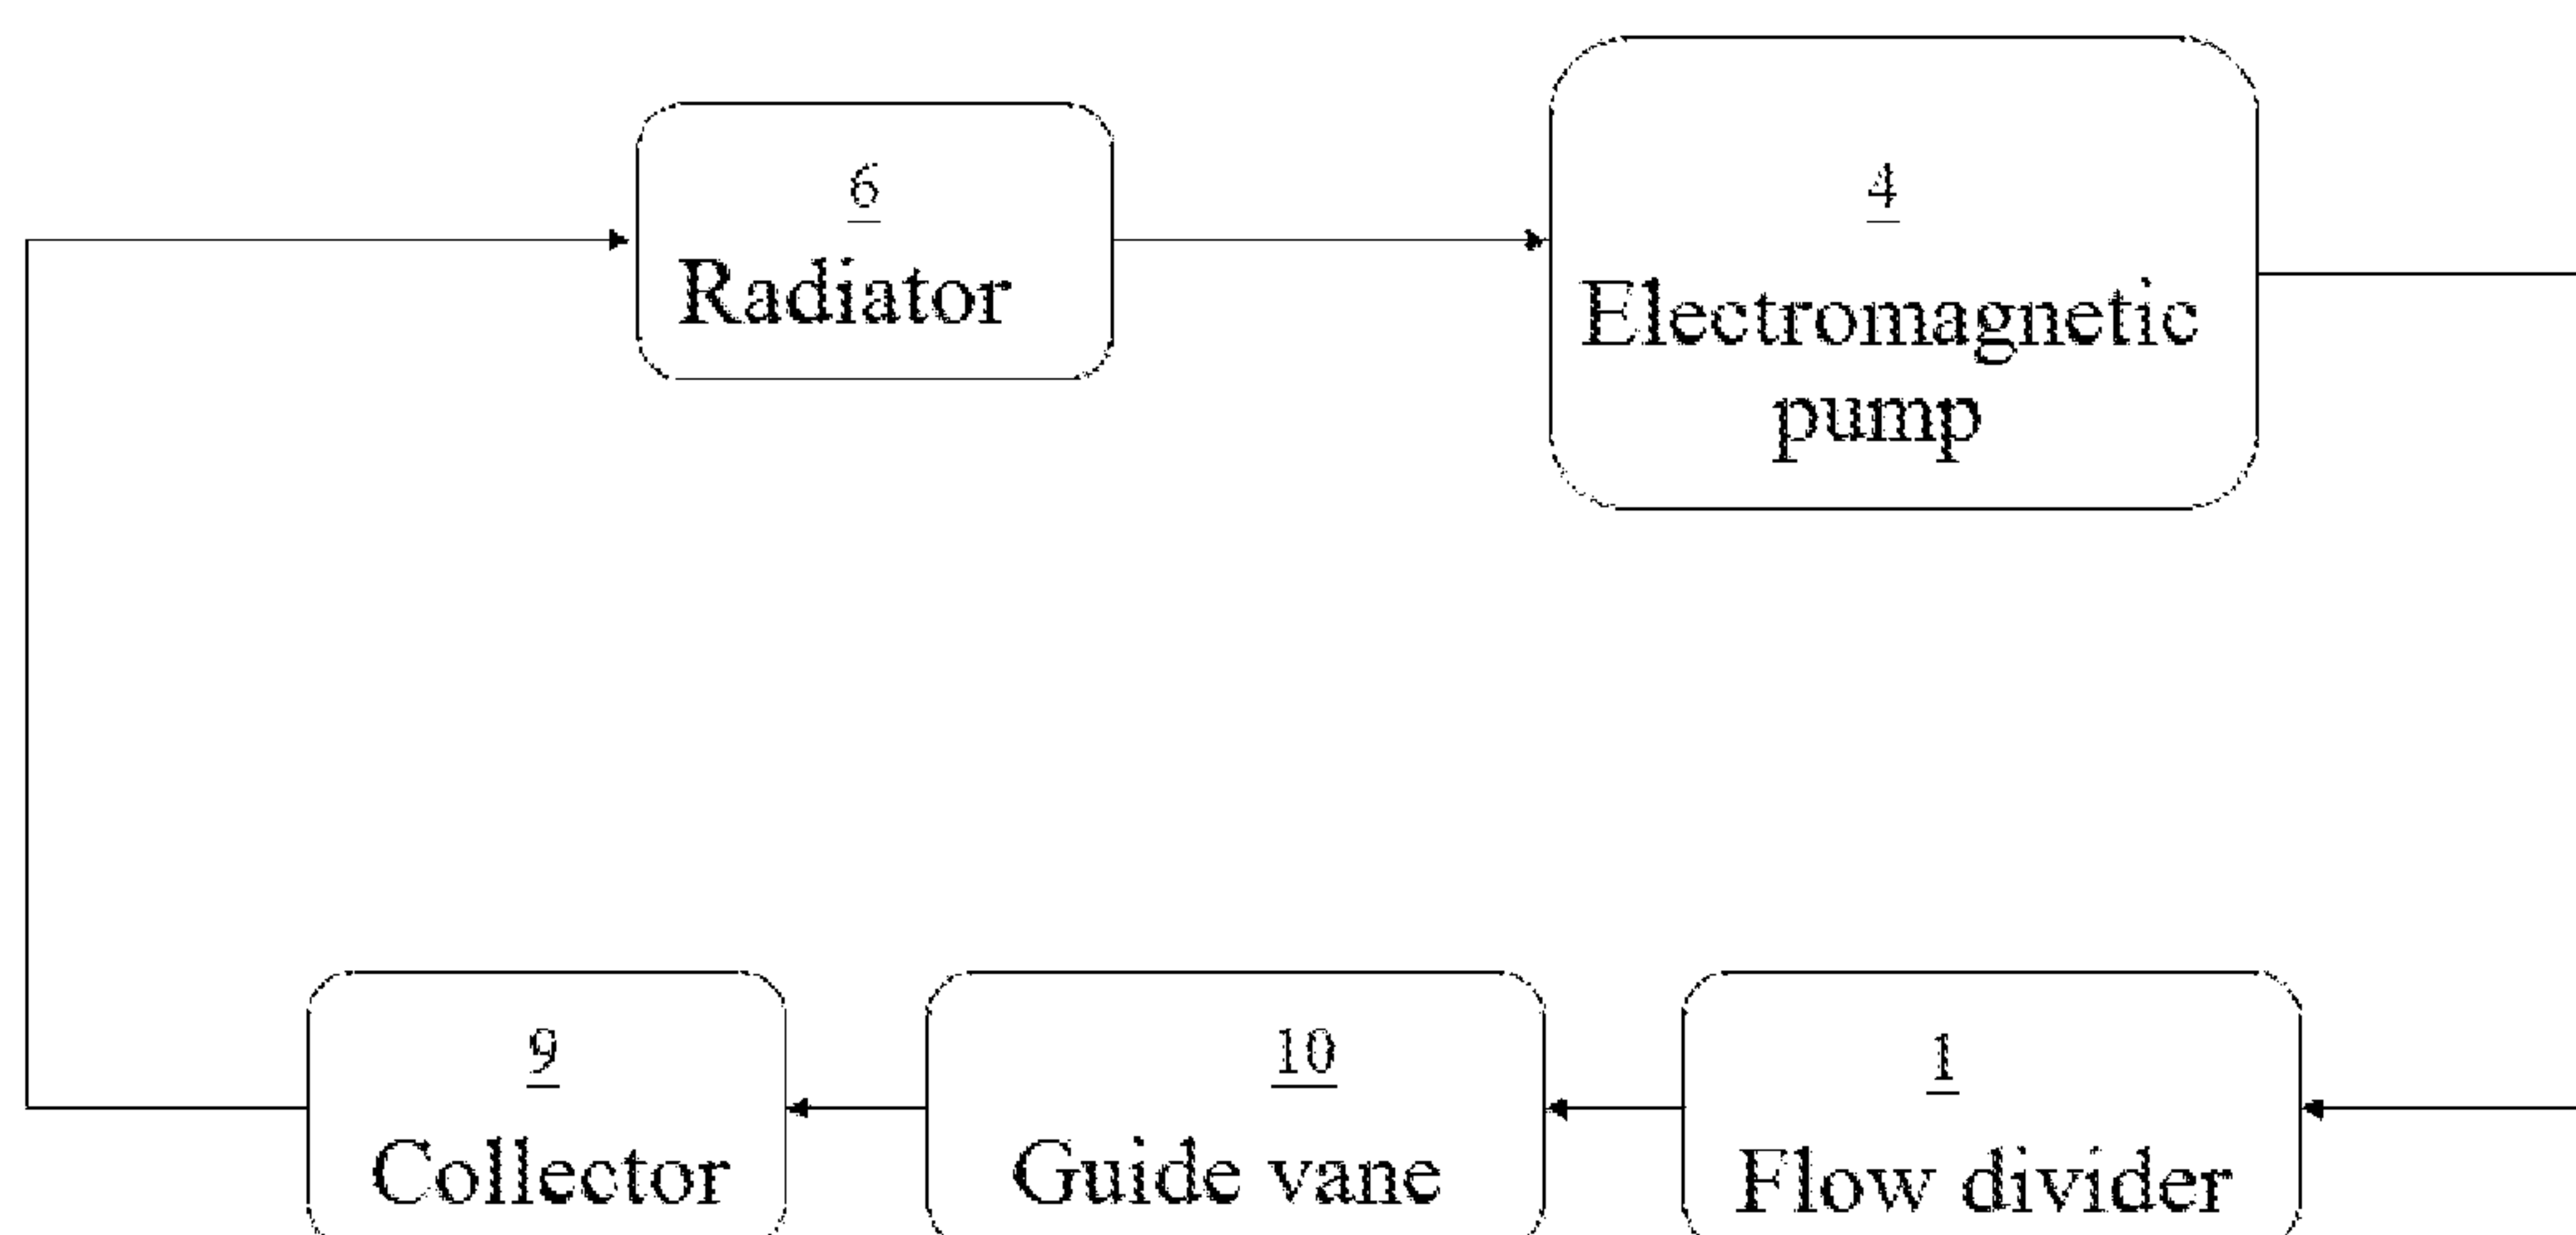 6
Radiator
4
Electromagnetic
pump
9
Collector
10
Guide vane
1
Flow divider